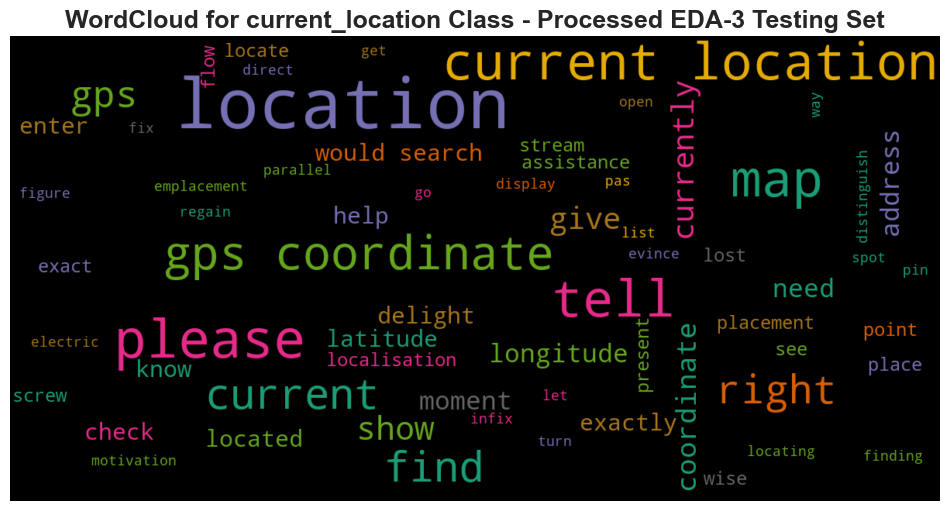 WordCloud for current_location Class - Processed EDA-3 Testing Set
flow
locate
get
direct
current location
gps
location
open
way
enter
fix
currently
would search
stream
assistance
address
distinguish
parallel
map
figure
emplacement
display
pas
go
regain
help
give
list
gps coordinate
evince
lost
spot
exact
pin
tell
need
delight
please
latitude
present
placement
point
electric
localisation
longitude
coordinate
see
know
place
screw
current
moment
let
right
infix
check
located
show
exactly
turn
motivation
find
locating
finding
wise